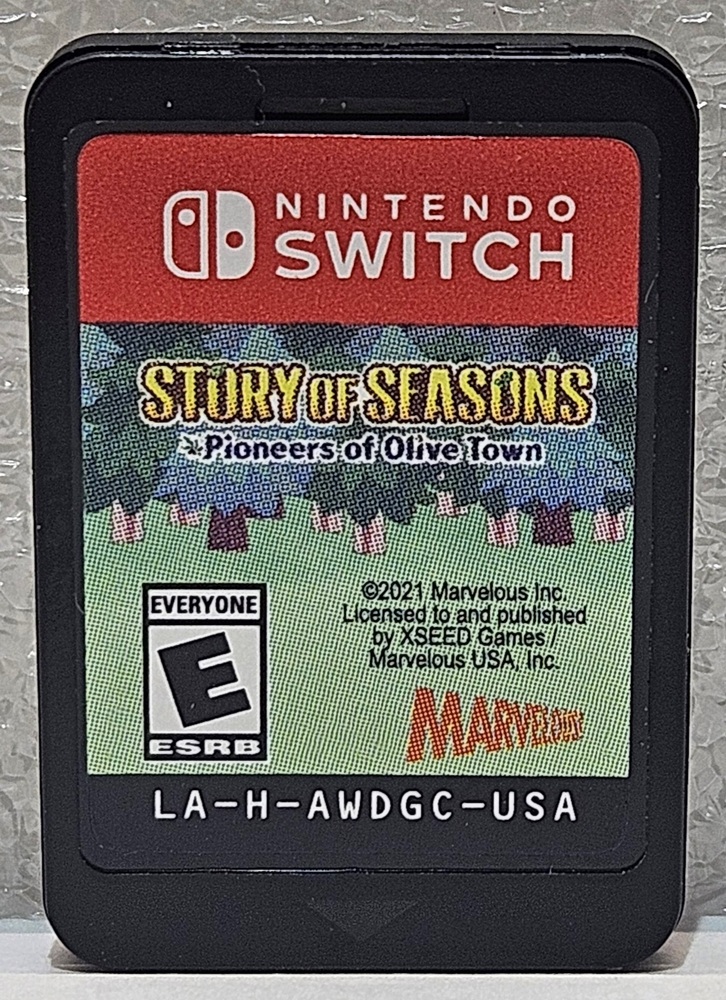 NINTENDO
SWITCH
STORY OF SEASONS
Pioneers of Olive Town
EVERYONE
E
ESRB
©2021 Marvelous Inc.
Licensed to and published
by XSEED Games /
Marvelous USA, Inc.
MARVELOUS
LA-H-AWDGC-USA